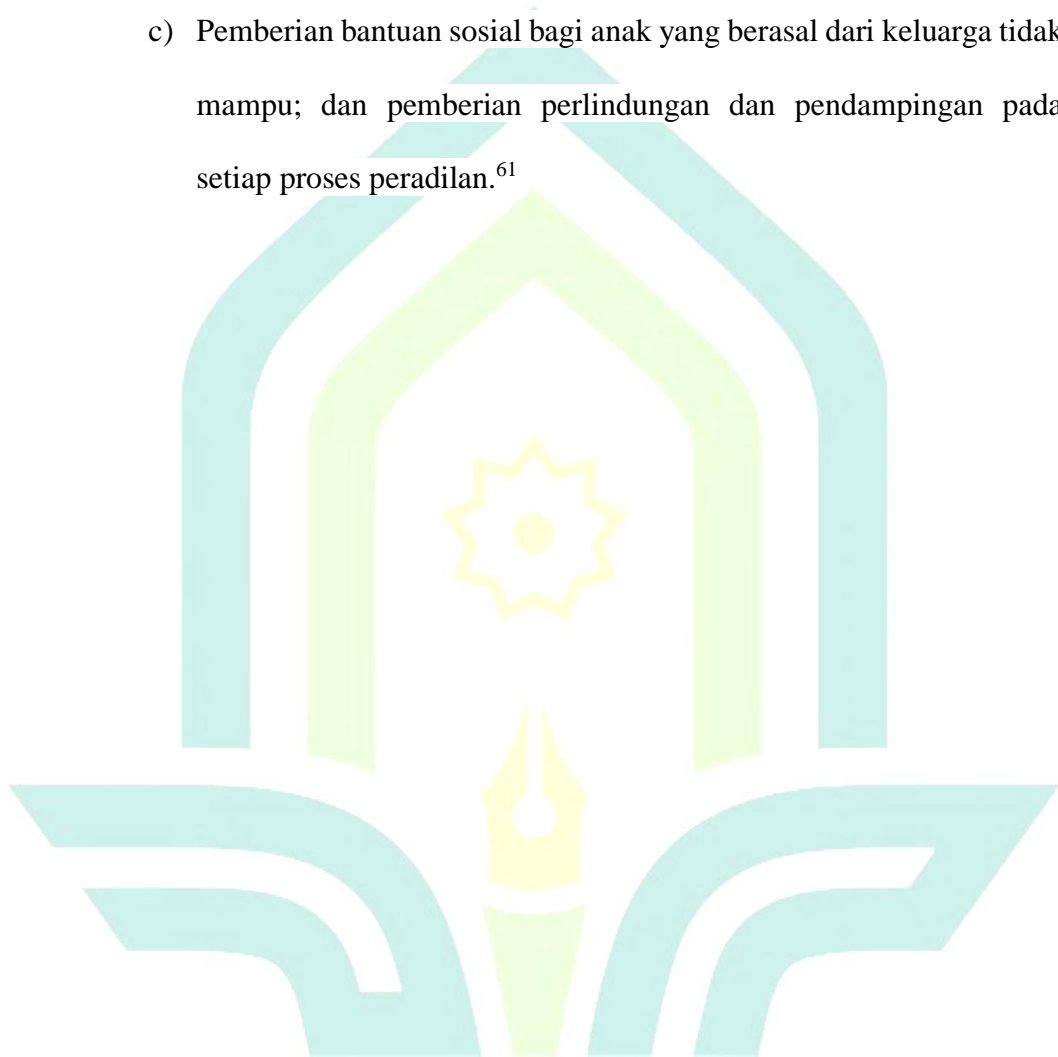 c) Pemberian bantuan sosial bagi anak yang berasal dari keluarga tidak
mampu; dan pemberian perlindungan dan pendampingan pada
setiap proses peradilan.61